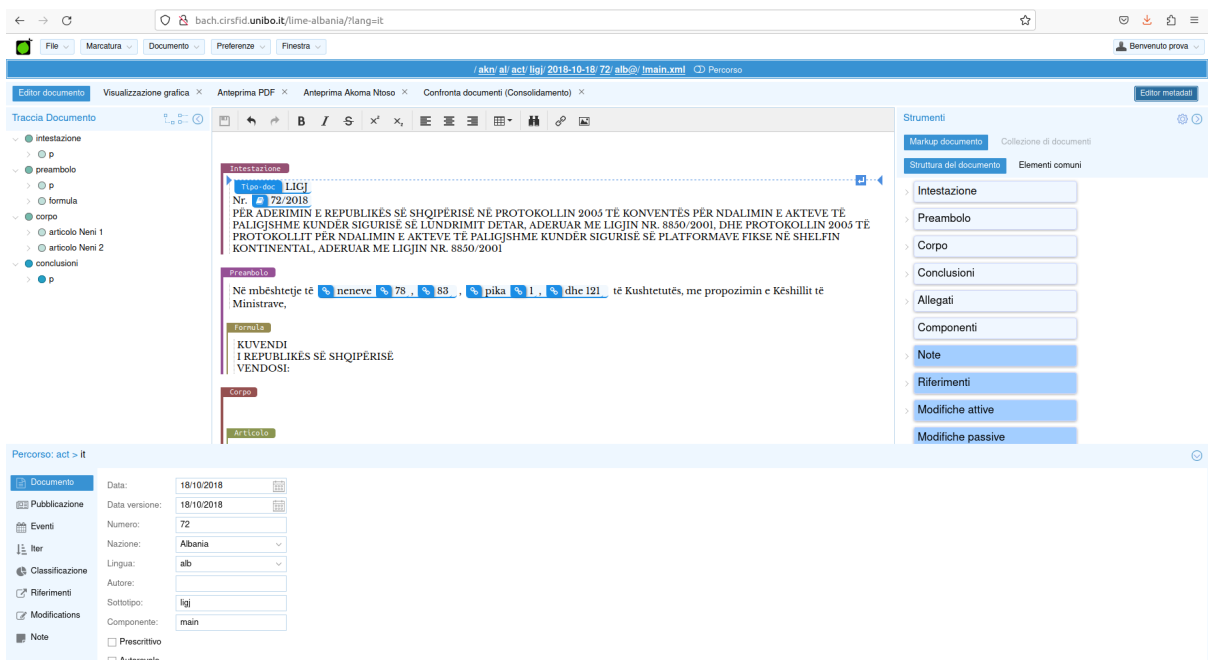 bach.cirsfid.unibo.it/lime-albania/?lang=it
File Marcatura Documento Preferenze Finestra Benvenuto prova
/ akn/ al/ act/ ligj/ 2018-10-18/ 72/ alb@/ !main.xml Percorso
Editor documento Visualizzazione grafica × Anteprima PDF × Anteprima Akoma Ntoso × Confronta documenti (Consolidamento) × Editor metadati
Traccia Documento
intestazione
p
preambolo
p
formula
corpo
articolo Neni 1
articolo Neni 2
conclusioni
p
B I S x² x₂
Intestazione
Tipo-doc LIGJ
Nr. 72/2018
PËR ADERIMIN E REPUBLIKËS SË SHQIPËRISË NË PROTOKOLLIN 2005 TË KONVENTËS PËR NDALIMIN E AKTEVE TË
PALIGJSHME KUNDËR SIGURISË SË LUNDRIMIT DETAR, ADERUAR ME LIGJIN NR. 8850/2001, DHE PROTOKOLLIN 2005 TË
PROTOKOLLIT PËR NDALIMIN E AKTEVE TË PALIGJSHME KUNDËR SIGURISË SË PLATFORMAVE FIKSE NË SHELFIN
KONTINENTAL, ADERUAR ME LIGJIN NR. 8850/2001
Preambolo
Në mbështetje të neneve 78 , 83 , pika 1 , dhe 121 të Kushtetutës, me propozimin e Këshillit të
Ministrave,
Formula
KUVENDI
I REPUBLIKËS SË SHQIPËRISË
VENDOSI:
Corpo
Articolo
Strumenti
Markup documento Collezione di documenti
Struttura del documento Elementi comuni
Intestazione
Preambolo
Corpo
Conclusioni
Allegati
Componenti
Note
Riferimenti
Modifiche attive
Modifiche passive
Percorso: act > it
Documento
Pubblicazione
Eventi
Iter
Classificazione
Riferimenti
Modifications
Note
Data: 18/10/2018
Data versione: 18/10/2018
Numero: 72
Nazione: Albania
Lingua: alb
Autore:
Sottotipo: ligj
Componente: main
Prescrittivo
Autorevole